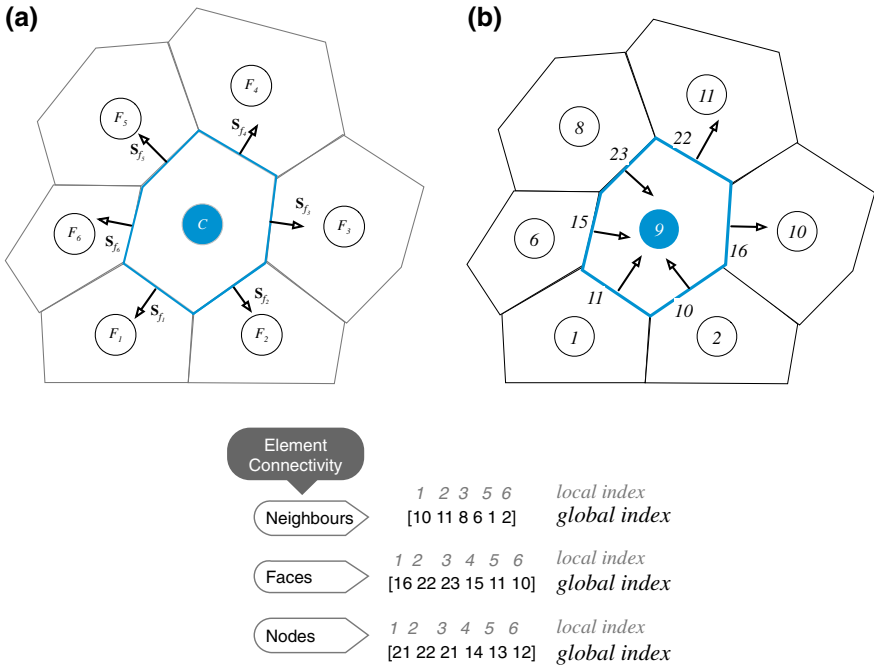 (a)
F4
F5
Sf4
Sf5
C
Sf3
F3
F6
Sf6
Sf2
Sf1
F1
F2
(b)
11
8
22
23
15
9
10
6
16
11
10
1
2
Element
Connectivity
Neighbours
1 2 3 5 6 local index
[10 11 8 6 1 2] global index
Faces
1 2 3 4 5 6 local index
[16 22 23 15 11 10] global index
Nodes
1 2 3 4 5 6 local index
[21 22 21 14 13 12] global index